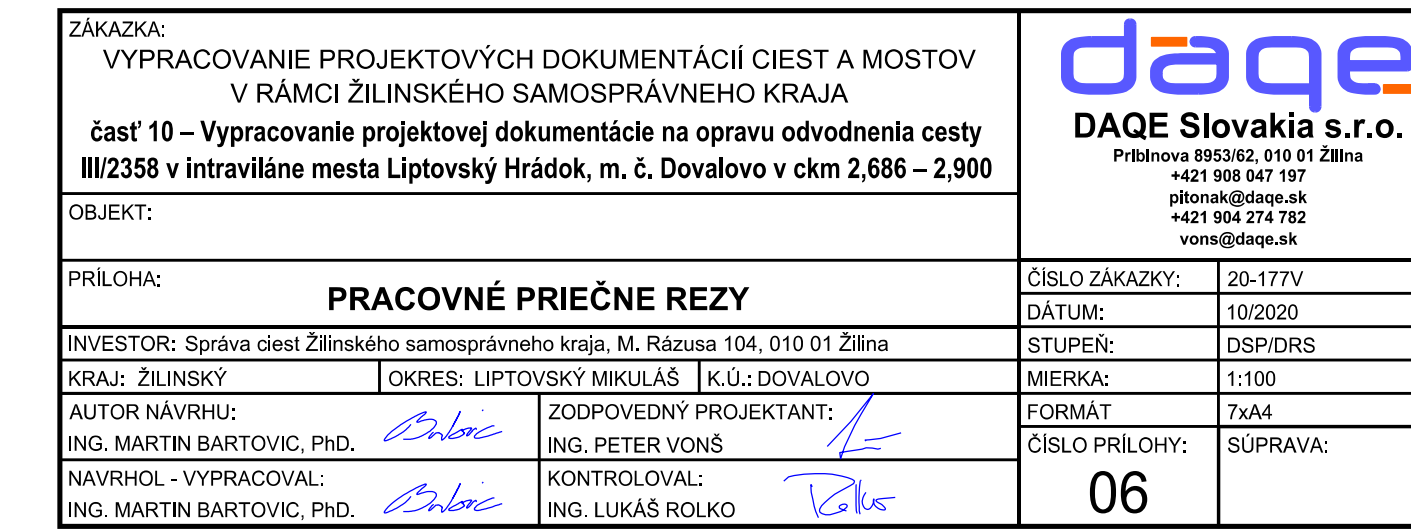 ZÁKAZKA:
VYPRACOVANIE PROJEKTOVÝCH DOKUMENTÁCIÍ CIEST A MOSTOV
V RÁMCI ŽILINSKÉHO SAMOSPRÁVNEHO KRAJA
časť 10 – Vypracovanie projektovej dokumentácie na opravu odvodnenia cesty
III/2358 v intraviláne mesta Liptovský Hrádok, m. č. Dovalovo v ckm 2,686 – 2,900
OBJEKT:
PRÍLOHA:
PRACOVNÉ PRIEČNE REZY
INVESTOR: Správa ciest Žilinského samosprávneho kraja, M. Rázusa 104, 010 01 Žilina
KRAJ: ŽILINSKÝ
OKRES: LIPTOVSKÝ MIKULÁŠ
K.Ú.: DOVALOVO
AUTOR NÁVRHU:
ING. MARTIN BARTOVIC, PhD.
ZODPOVEDNÝ PROJEKTANT:
ING. PETER VONŠ
NAVRHOL - VYPRACOVAL:
ING. MARTIN BARTOVIC, PhD.
KONTROLOVAL:
ING. LUKÁŠ ROLKO
daqe
DAQE Slovakia s.r.o.
Pribinova 8953/62, 010 01 Žilina
+421 908 047 197
pitonak@daqe.sk
+421 904 274 782
vons@daqe.sk
ČÍSLO ZÁKAZKY: 20-177V
DÁTUM: 10/2020
STUPEŇ: DSP/DRS
MIERKA: 1:100
FORMÁT 7xA4
ČÍSLO PRÍLOHY:
06
SÚPRAVA: